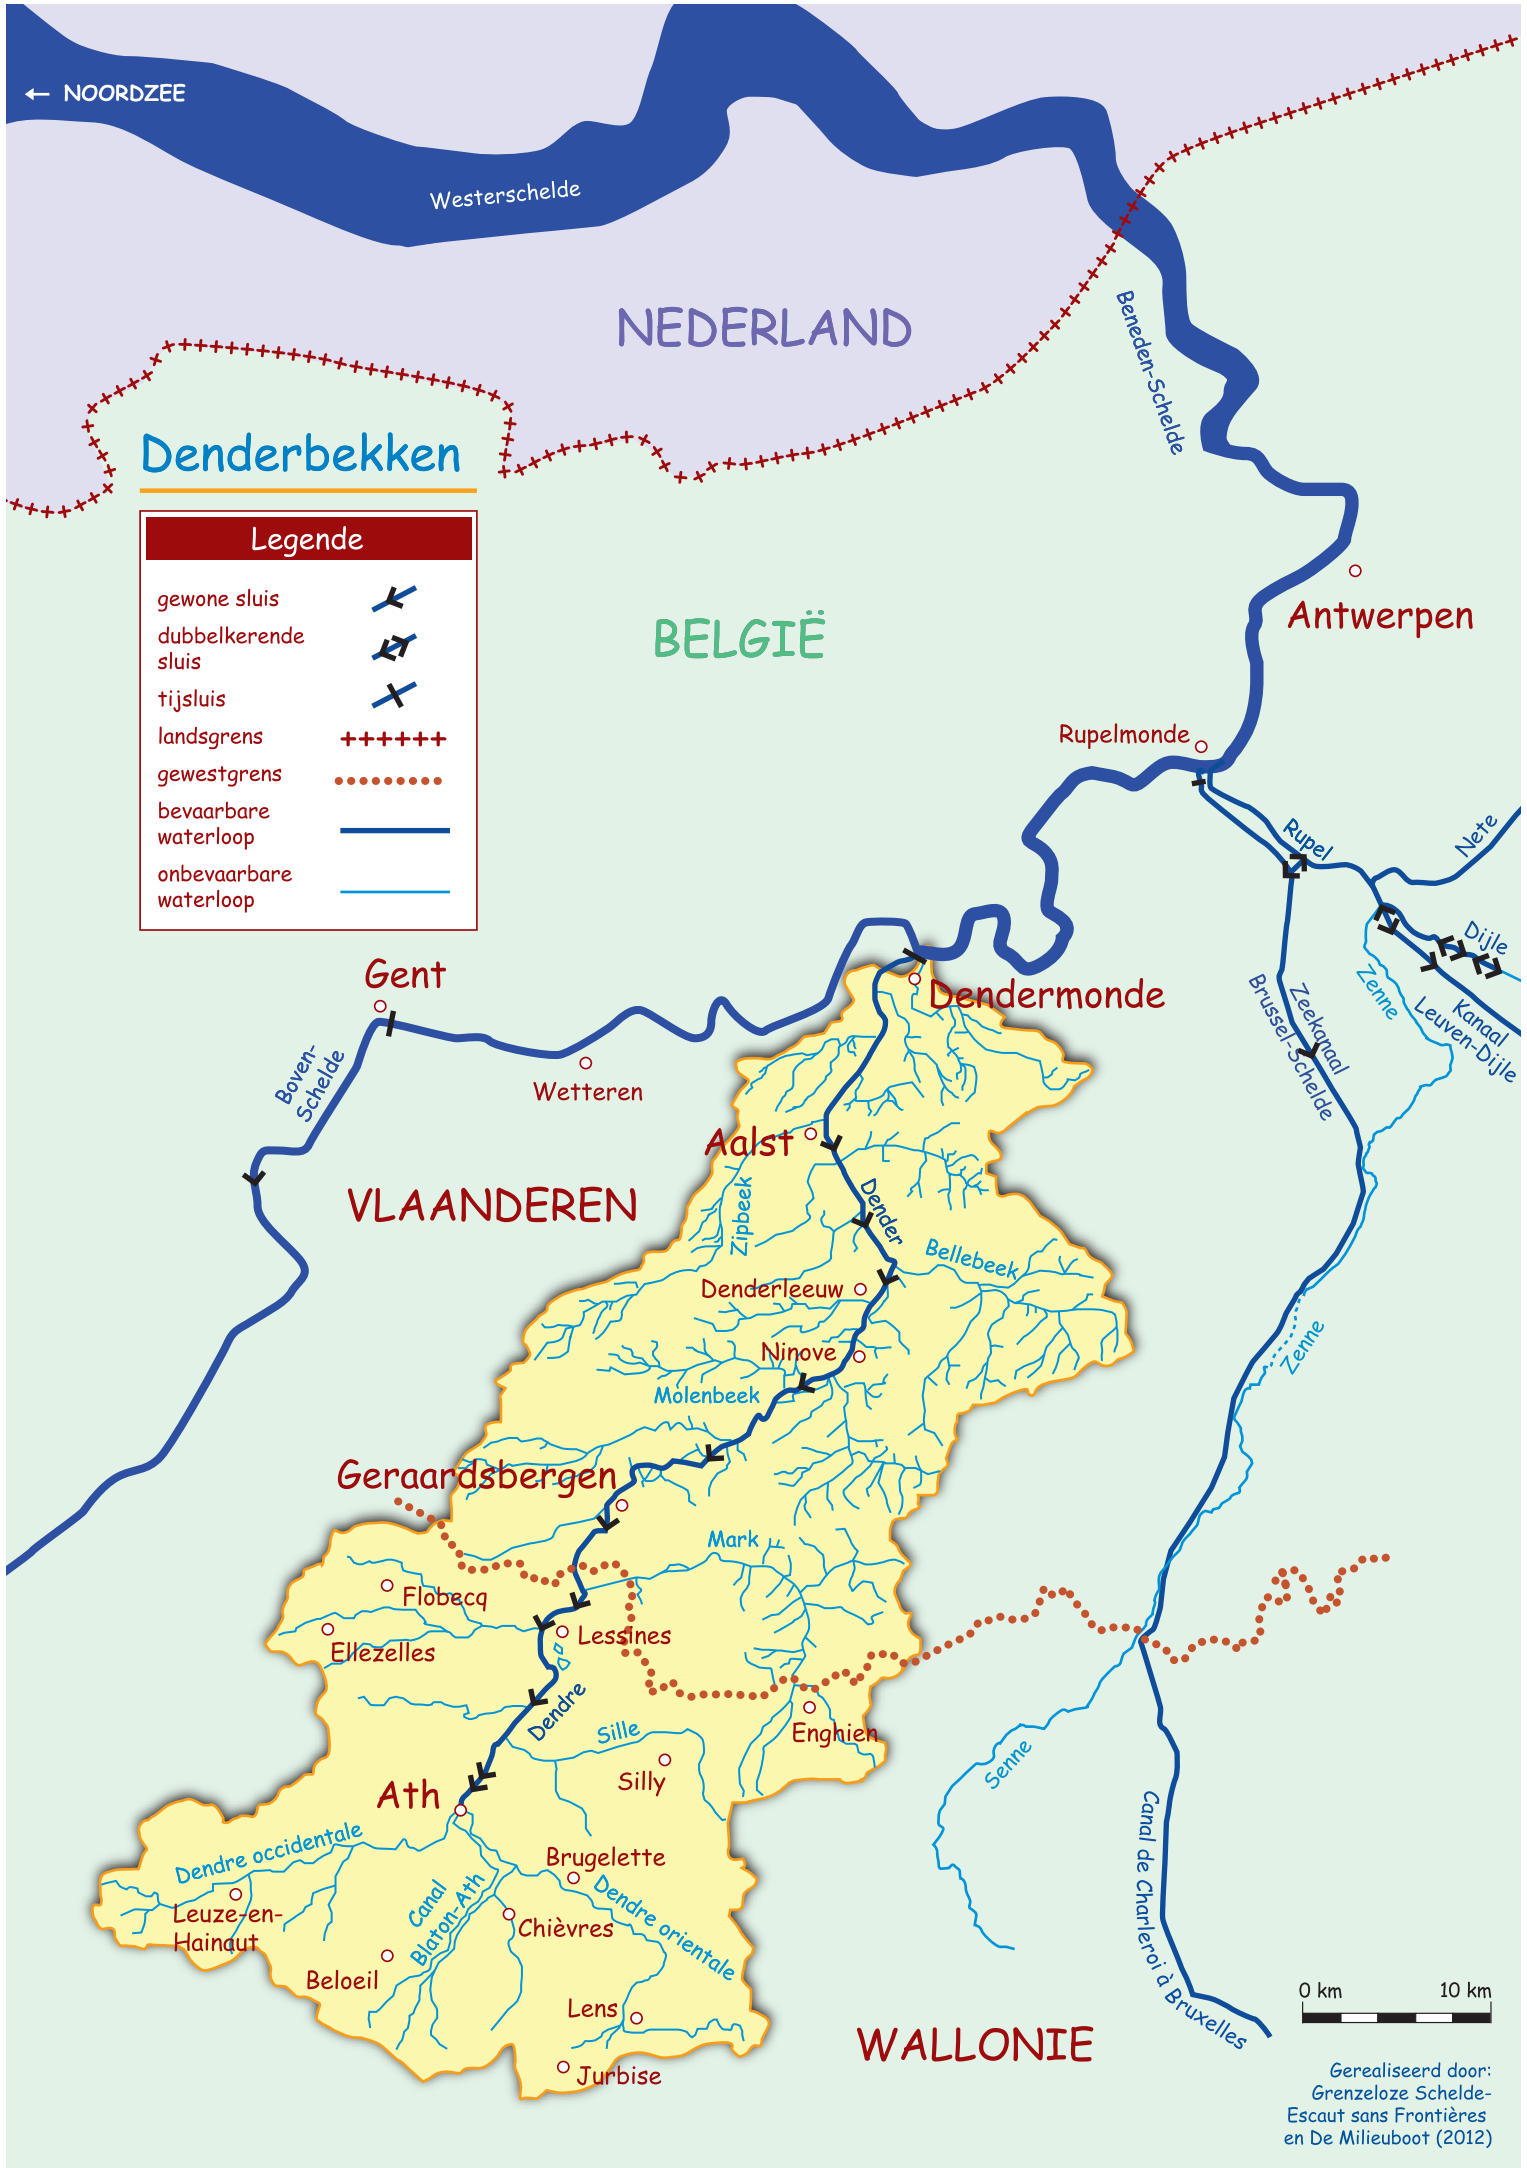 ← NOORDZEE
Westerschelde
NEDERLAND
Beneden-Schelde
Denderbekken
Legende
gewone sluis
dubbelkerende
sluis
tijsluis
landsgrens
gewestgrens
bevaarbare
waterloop
onbevaarbare
waterloop
BELGIË
Antwerpen
Rupelmonde
Rupel
Nete
Dijle
Zenne
Kanaal
Leuven-Dijle
Zeekanaal
Brussel-Schelde
Gent
Dendermonde
Boven-
Schelde
Wetteren
Aalst
VLAANDEREN
Zipbeek
Dender
Bellebeek
Denderleeuw
Ninove
Molenbeek
Zenne
Geraardsbergen
Mark
Flobecq
Ellezelles
Lessines
Dendre
Enghien
Sille
Silly
Senne
Ath
Dendre occidentale
Brugelette
Canal
Blaton-Ath
Dendre orientale
Leuze-en-
Hainaut
Chièvres
Beloeil
Lens
Jurbise
Canal de Charleroi à Bruxelles
WALLONIE
0 km 10 km
Gerealiseerd door:
Grenzeloze Schelde-
Escaut sans Frontières
en De Milieuboot (2012)